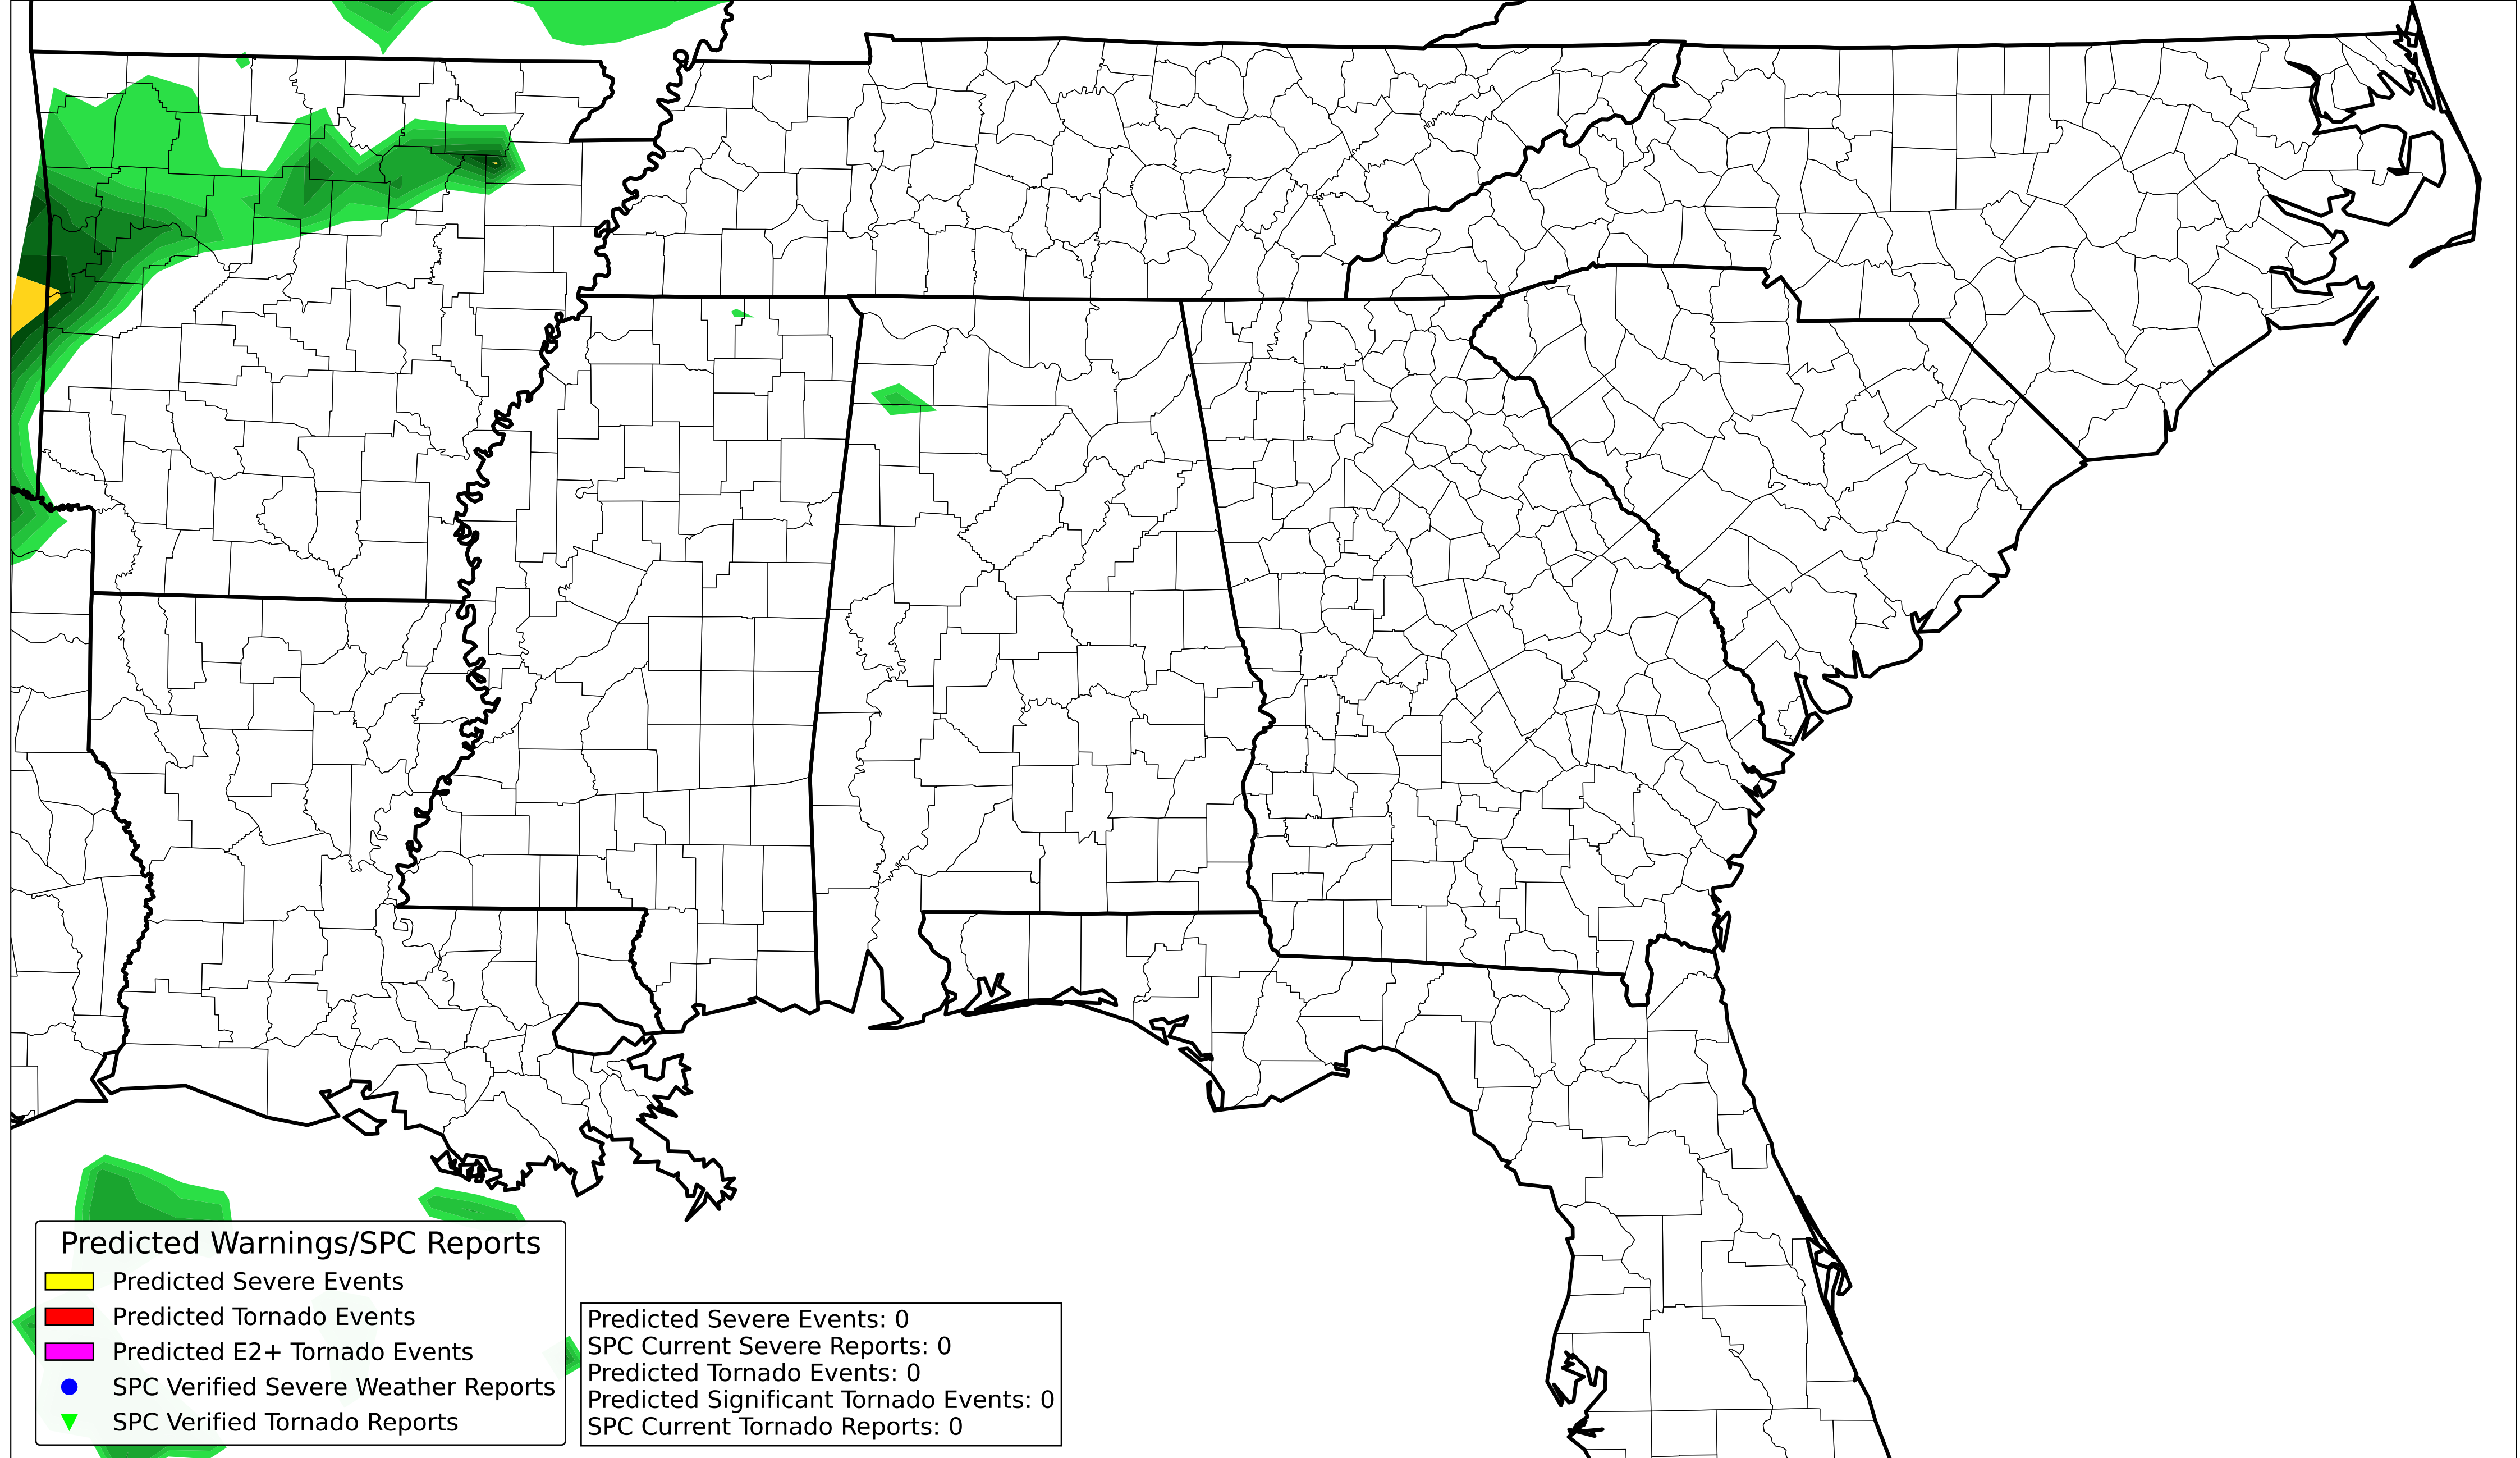 Predicted Warnings/SPC Reports
Predicted Severe Events
Predicted Tornado Events
Predicted E2+ Tornado Events
SPC Verified Severe Weather Reports
SPC Verified Tornado Reports
Predicted Severe Events: 0
SPC Current Severe Reports: 0
Predicted Tornado Events: 0
Predicted Significant Tornado Events: 0
SPC Current Tornado Reports: 0